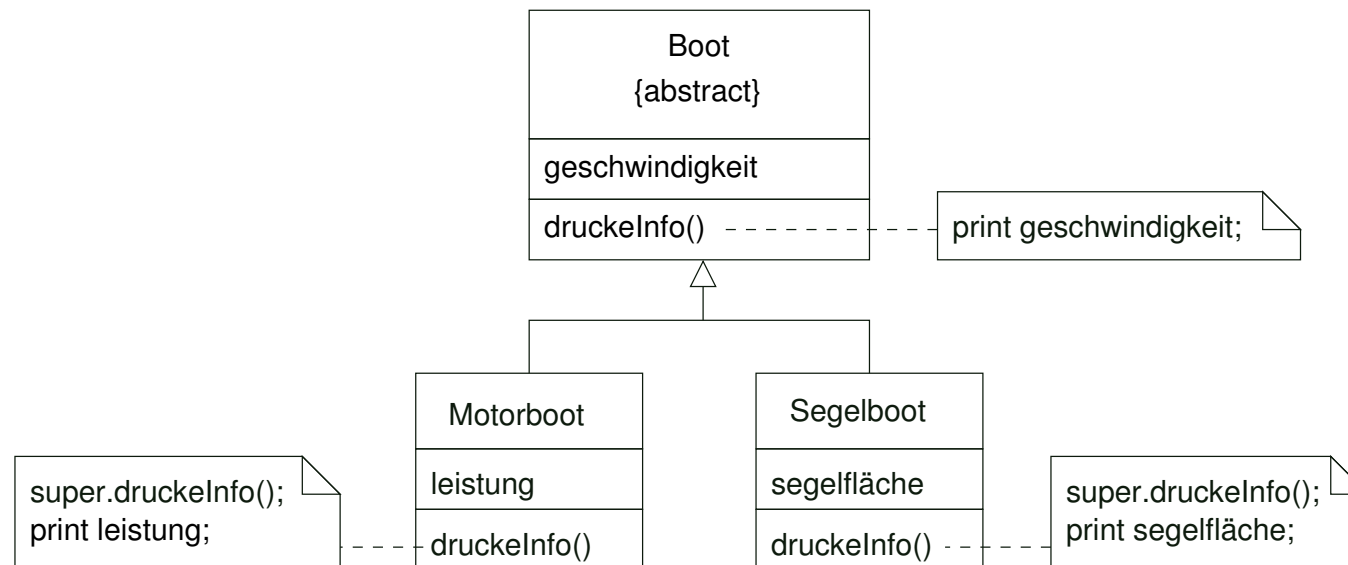 Boot
{abstract}
geschwindigkeit
druckeInfo()
print geschwindigkeit;
Motorboot
leistung
druckeInfo()
super.druckeInfo();
print leistung;
Segelboot
segelfläche
druckeInfo()
super.druckeInfo();
print segelfläche;